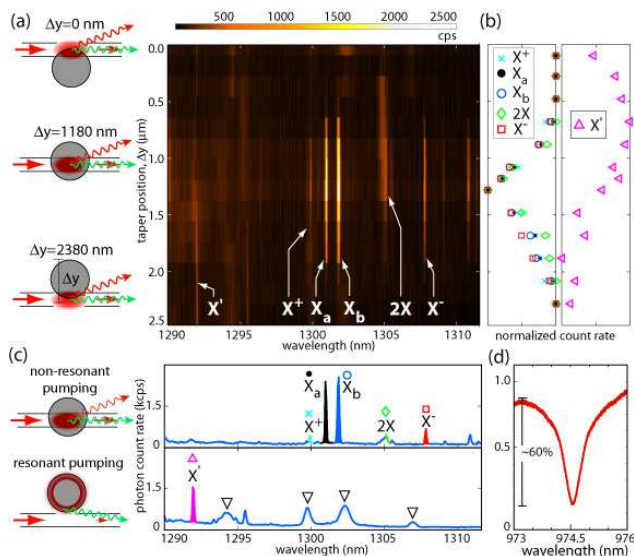 (a)
Δy=0 nm
Δy=1180 nm
Δy=2380 nm
Δy
500 1000 1500 2000 2500
cps
taper position, Δy (μm)
0.0
0.5
1.0
1.5
2.0
2.5
X'
X+
Xa
Xb
2X
X-
1290 1295 1300 1305 1310
wavelength (nm)
(b)
X+
Xa
Xb
2X
X-
X'
normalized count rate
(c)
non-resonant
pumping
resonant pumping
photon count rate (kcps)
1.5
0
Xa
Xb
X+
2X
X-
1.5
0
X'
1290 1295 1300 1305 1310
wavelength (nm)
(d)
1.0
0.5
0
~60%
973 974.5 976